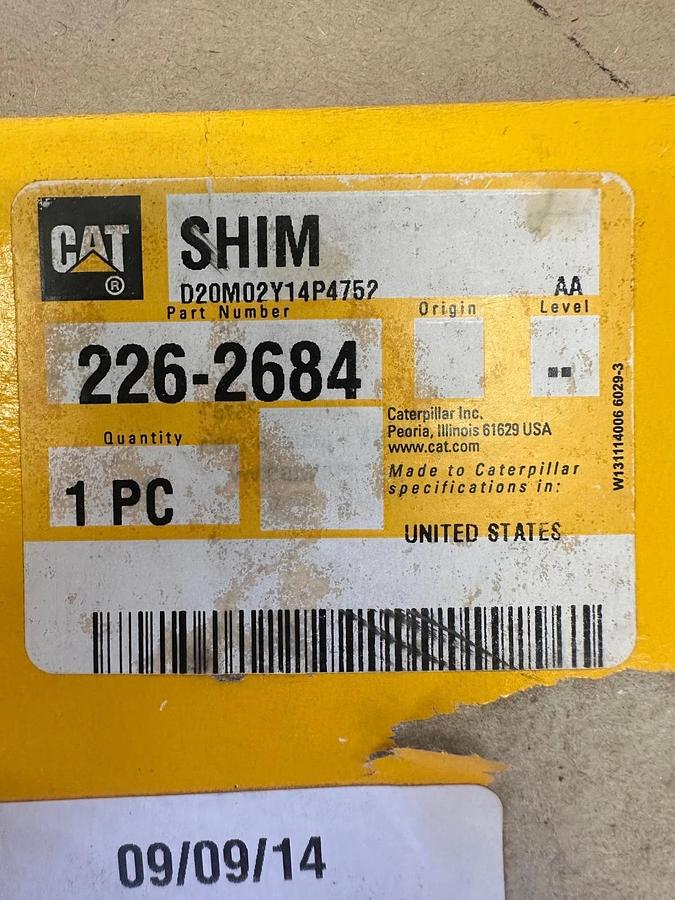 CAT
®
SHIM
D20M02Y14P4752
AA
Part Number
Origin
Level
226-2684
--
Caterpillar Inc.
Peoria, Illinois 61629 USA
www.cat.com
Quantity
Made to Caterpillar
specifications in:
1 PC
UNITED STATES
W131114006 6029-3
09/09/14